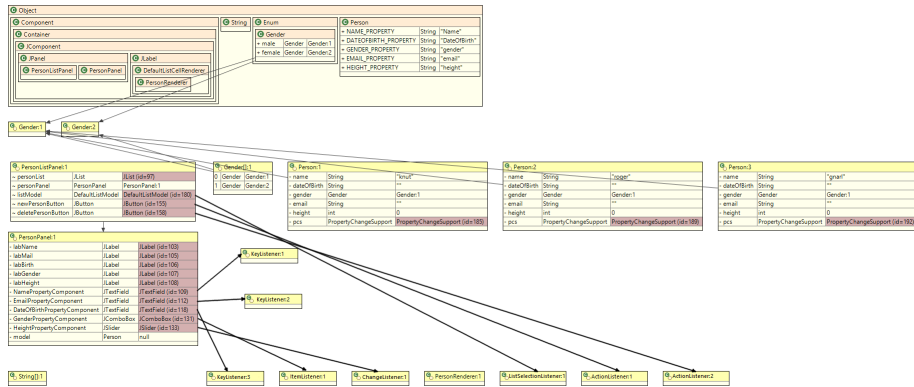 Object
Component
Container
JComponent
JPanel
PersonListPanel
PersonPanel
JLabel
DefaultListCellRenderer
PersonRenderer
String
Enum
Gender
+ male Gender Gender:1
+ female Gender Gender:2
Person
+ NAME_PROPERTY String "Name"
+ DATEOFBIRTH_PROPERTY String "DateOfBirth"
+ GENDER_PROPERTY String "gender"
+ EMAIL_PROPERTY String "email"
+ HEIGHT_PROPERTY String "height"
Gender:1
Gender:2
PersonListPanel:1
~ personList JList JList (id=97)
~ personPanel PersonPanel PersonPanel:1
~ listModel DefaultListModel DefaultListModel (id=180)
~ newPersonButton JButton JButton (id=155)
~ deletePersonButton JButton JButton (id=158)
Gender[]:1
0 Gender Gender:1
1 Gender Gender:2
Person:1
- name String "knut"
- dateOfBirth String ""
- gender Gender Gender:1
- email String ""
- height int 0
- pcs PropertyChangeSupport PropertyChangeSupport (id=185)
Person:2
- name String "roger"
- dateOfBirth String ""
- gender Gender Gender:1
- email String ""
- height int 0
- pcs PropertyChangeSupport PropertyChangeSupport (id=189)
Person:3
- name String "gnarl"
- dateOfBirth String ""
- gender Gender Gender:1
- email String ""
- height int 0
- pcs PropertyChangeSupport PropertyChangeSupport (id=192)
PersonPanel:1
- labName JLabel JLabel (id=103)
- labMail JLabel JLabel (id=105)
- labBirth JLabel JLabel (id=106)
- labGender JLabel JLabel (id=107)
- labHeight JLabel JLabel (id=108)
- NamePropertyComponent JTextField JTextField (id=109)
- EmailPropertyComponent JTextField JTextField (id=112)
- DateOfBirthPropertyComponent JTextField JTextField (id=118)
- GenderPropertyComponent JComboBox JComboBox (id=131)
- HeightPropertyComponent JSlider JSlider (id=133)
- model Person null
KeyListener:1
KeyListener:2
String[]:1
KeyListener:3
ItemListener:1
ChangeListener:1
PersonRenderer:1
ListSelectionListener:1
ActionListener:1
ActionListener:2